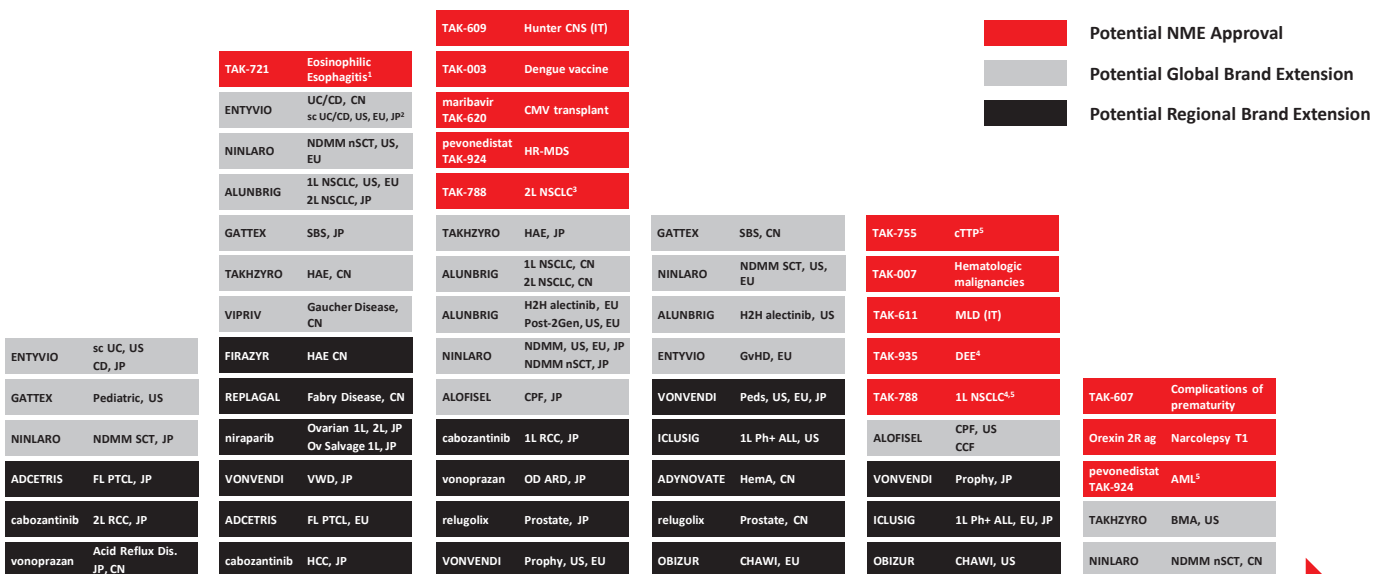 Potential NME Approval
Potential Global Brand Extension
Potential Regional Brand Extension
ENTYVIO sc UC, US
CD, JP
GATTEX Pediatric, US
NINLARO NDMM SCT, JP
ADCETRIS FL PTCL, JP
cabozantinib 2L RCC, JP
vonoprazan Acid Reflux Dis.
JP, CN
TAK-721 Eosinophilic
Esophagitis¹
ENTYVIO UC/CD, CN
sc UC/CD, US, EU, JP²
NINLARO NDMM nSCT, US,
EU
ALUNBRIG 1L NSCLC, US, EU
2L NSCLC, JP
GATTEX SBS, JP
TAKHZYRO HAE, CN
VIPRIV Gaucher Disease,
CN
FIRAZYR HAE CN
REPLAGAL Fabry Disease, CN
niraparib Ovarian 1L, 2L, JP
Ov Salvage 1L, JP
VONVENDI VWD, JP
ADCETRIS FL PTCL, EU
cabozantinib HCC, JP
TAK-609 Hunter CNS (IT)
TAK-003 Dengue vaccine
maribavir
TAK-620 CMV transplant
pevonedistat
TAK-924 HR-MDS
TAK-788 2L NSCLC³
TAKHZYRO HAE, JP
ALUNBRIG 1L NSCLC, CN
2L NSCLC, CN
ALUNBRIG H2H alectinib, EU
Post-2Gen, US, EU
NINLARO NDMM, US, EU, JP
NDMM nSCT, JP
ALOFISEL CPF, JP
cabozantinib 1L RCC, JP
vonoprazan OD ARD, JP
relugolix Prostate, JP
VONVENDI Prophy, US, EU
GATTEX SBS, CN
NINLARO NDMM SCT, US,
EU
ALUNBRIG H2H alectinib, US
ENTYVIO GvHD, EU
VONVENDI Peds, US, EU, JP
ICLUSIG 1L Ph+ ALL, US
ADYNOVATE HemA, CN
relugolix Prostate, CN
OBIZUR CHAWI, EU
TAK-755 cTTP⁵
TAK-007 Hematologic
malignancies
TAK-611 MLD (IT)
TAK-935 DEE⁴
TAK-788 1L NSCLC⁴,⁵
ALOFISEL CPF, US
CCF
VONVENDI Prophy, JP
ICLUSIG 1L Ph+ ALL, EU, JP
OBIZUR CHAWI, US
TAK-607 Complications of
prematurity
Orexin 2R ag Narcolepsy T1
pevonedistat
TAK-924 AML⁵
TAKHZYRO BMA, US
NINLARO NDMM nSCT, CN